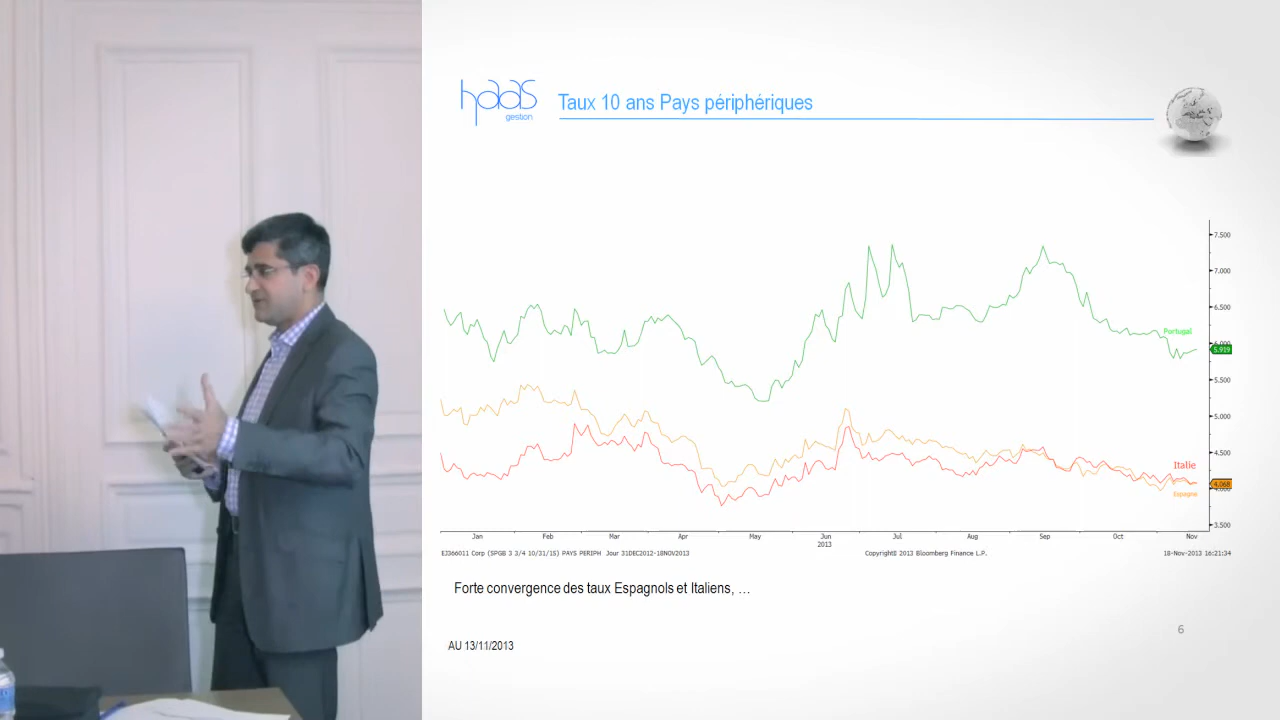 haas
gestion
Taux 10 ans Pays périphériques
7.500
7.000
6.500
Portugal
6.000
5.919
5.500
5.000
4.500
Italie
4.068
4.000
Espagne
3.500
Jan Feb Mar Apr May Jun Jul Aug Sep Oct Nov
2013
EJ366011 Corp (SPGB 3 3/4 10/31/15) PAYS PERIPH Jour 31DEC2012-18NOV2013 Copyright© 2013 Bloomberg Finance L.P. 18-Nov-2013 16:21:34
Forte convergence des taux Espagnols et Italiens, …
6
AU 13/11/2013